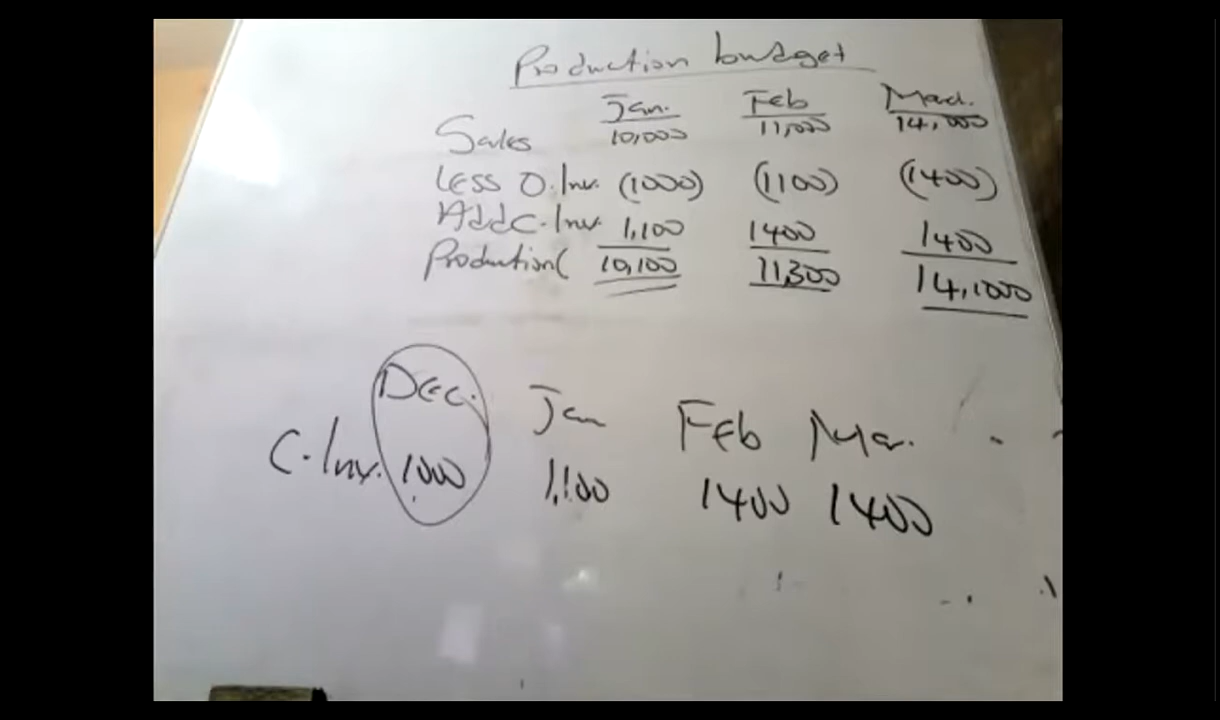 Production budget
Jan. Feb Mad.
Sales 10,000 11,000 14,000
Less O.Inv. (1000) (1100) (1400)
Add C.Inv. 1,100 1400 1400
Production( 10,100 11,300 14,1000
Dec. Jan Feb Mar.
C.Inv. 1000 1,100 1400 1400